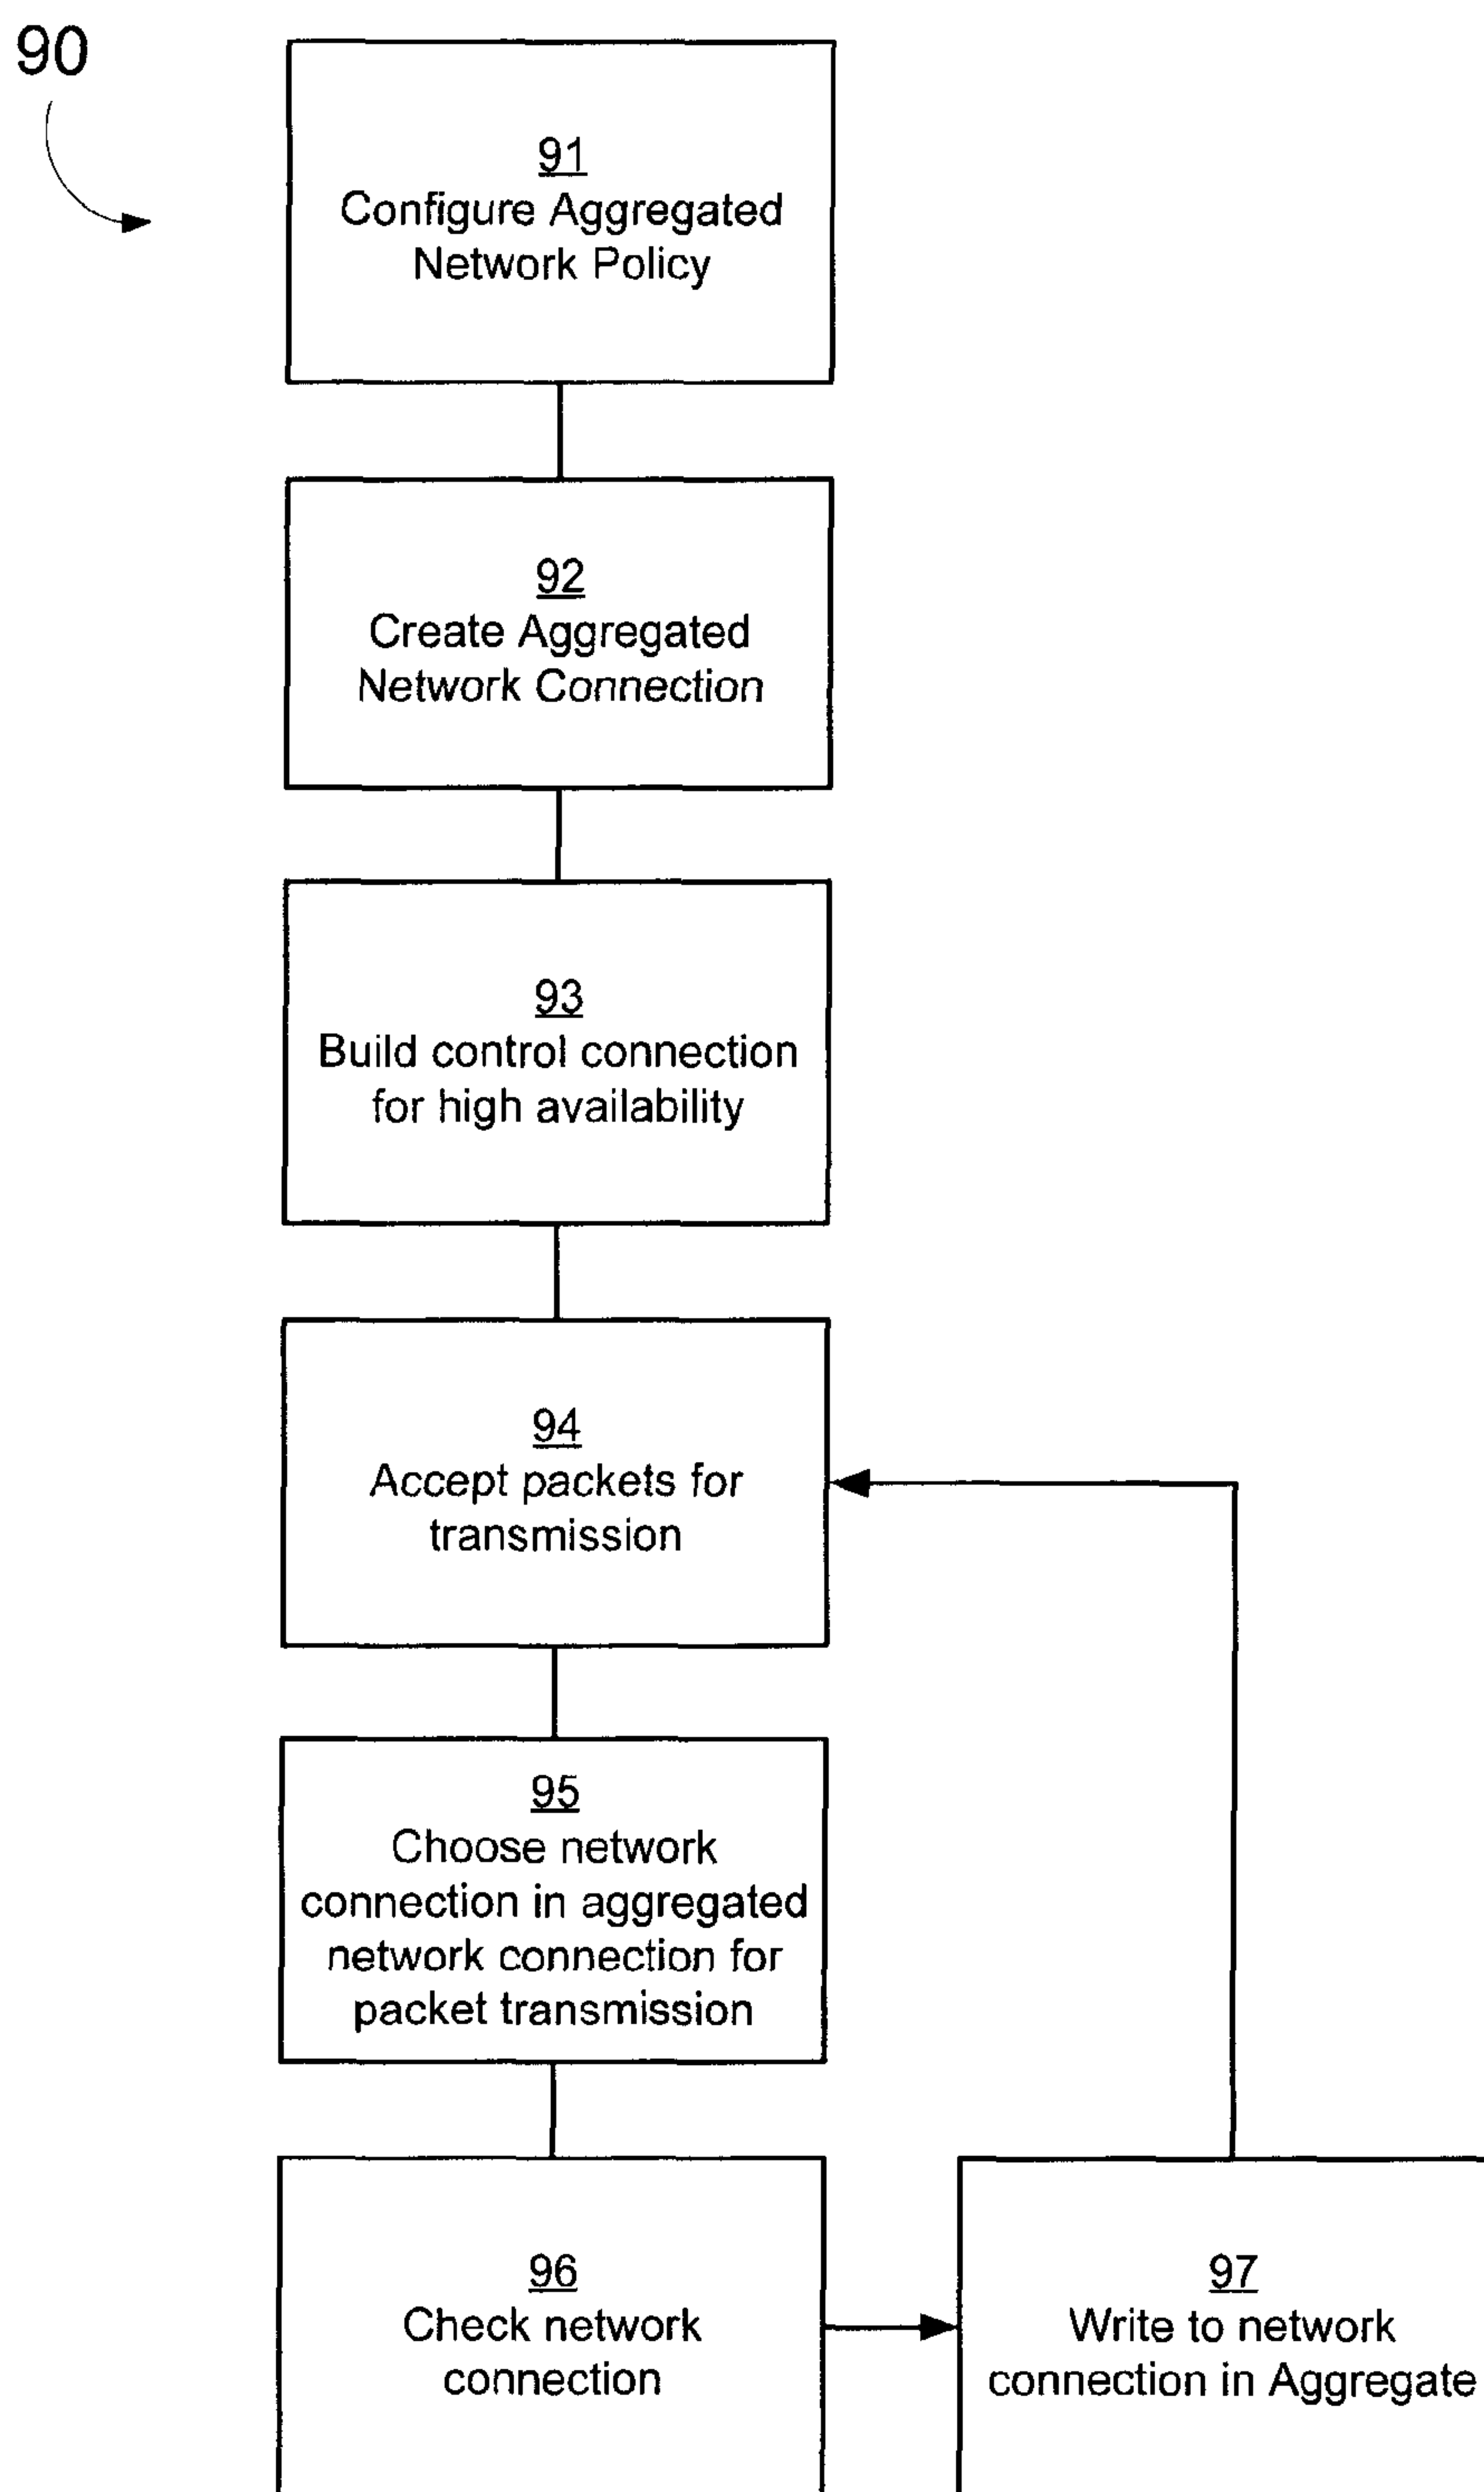 90
91
Configure Aggregated
Network Policy
92
Create Aggregated
Network Connection
93
Build control connection
for high availability
94
Accept packets for
transmission
95
Choose network
connection in aggregated
network connection for
packet transmission
96
Check network
connection
97
Write to network
connection in Aggregate